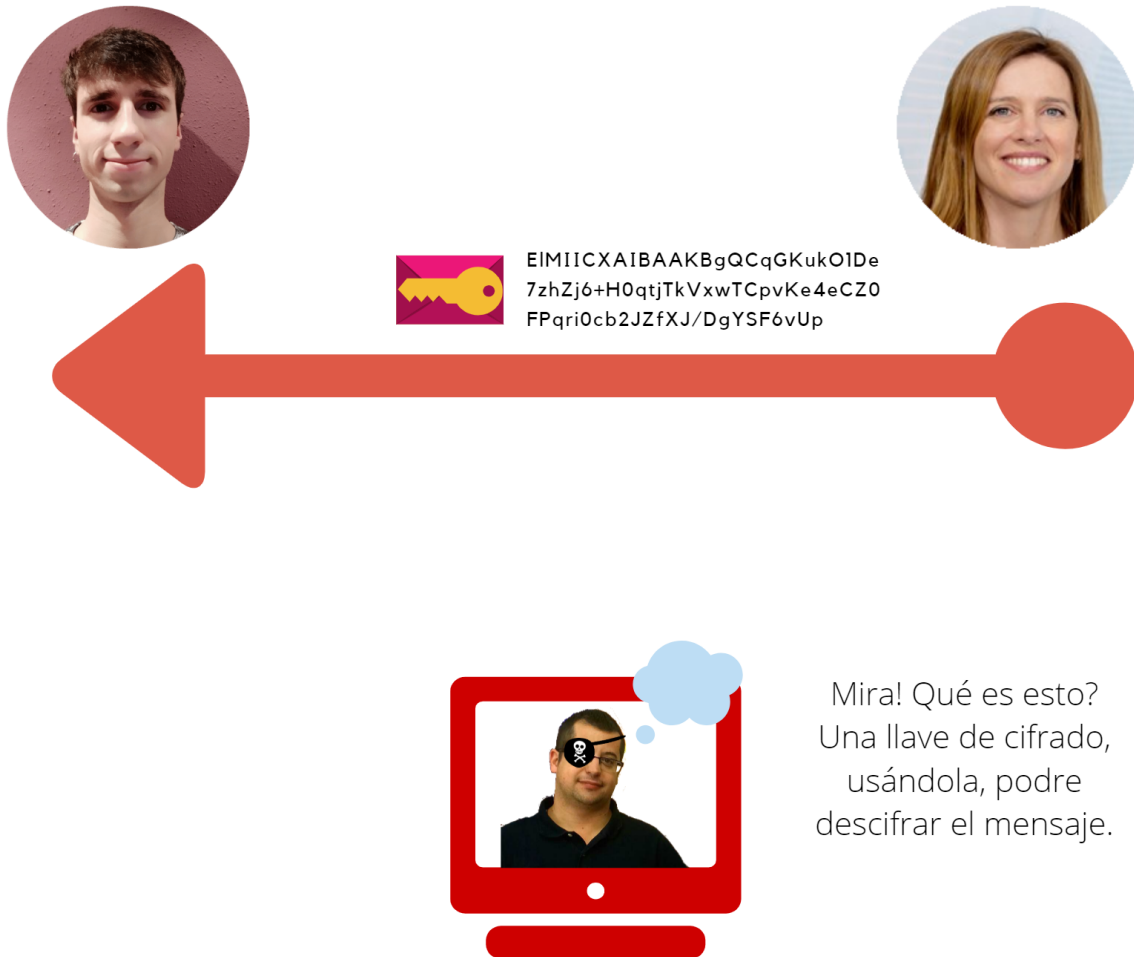 ElMIICXAIBAAKBgQCqGKukO1De
7zhZj6+H0qtjTkVxwTCpvKe4eCZ0
FPqri0cb2JZfXJ/DgYSF6vUp
Mira! Qué es esto?
Una llave de cifrado,
usándola, podre
descifrar el mensaje.